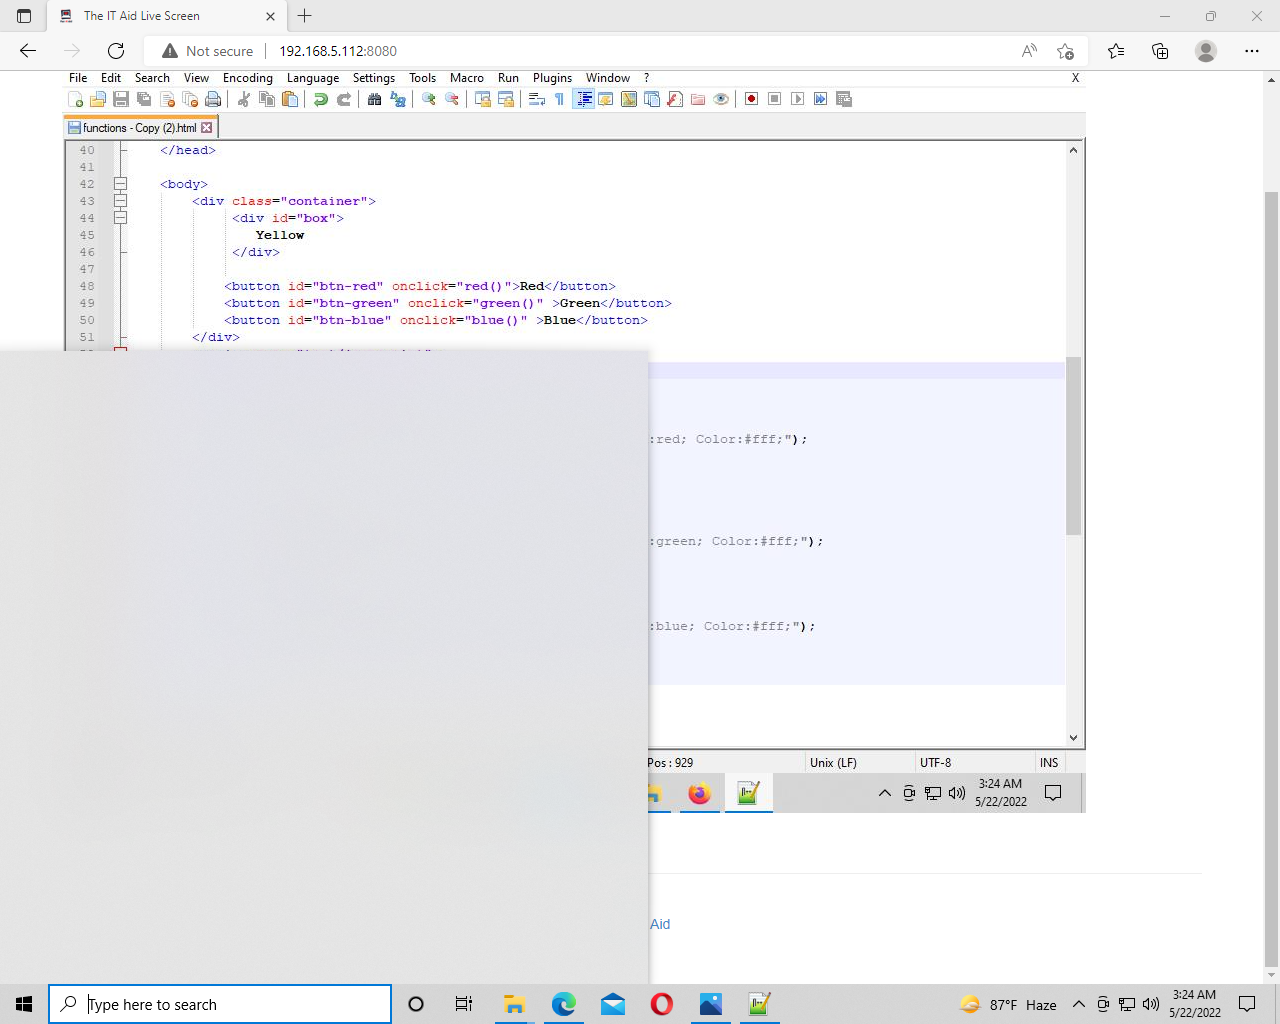 The IT Aid Live Screen
Not secure
192.168.5.112:8080
File Edit Search View Encoding Language Settings Tools Macro Run Plugins Window ? X
functions - Copy (2).html
40 </head>
41
42 <body>
43 <div class="container">
44 <div id="box">
45 Yellow
46 </div>
47
48 <button id="btn-red" onclick="red()">Red</button>
49 <button id="btn-green" onclick="green()" >Green</button>
50 <button id="btn-blue" onclick="blue()" >Blue</button>
51 </div>
:red; Color:#fff;");
:green; Color:#fff;");
:blue; Color:#fff;");
Pos : 929 Unix (LF) UTF-8 INS
3:24 AM
5/22/2022
Aid
Type here to search
87°F Haze
3:24 AM
5/22/2022